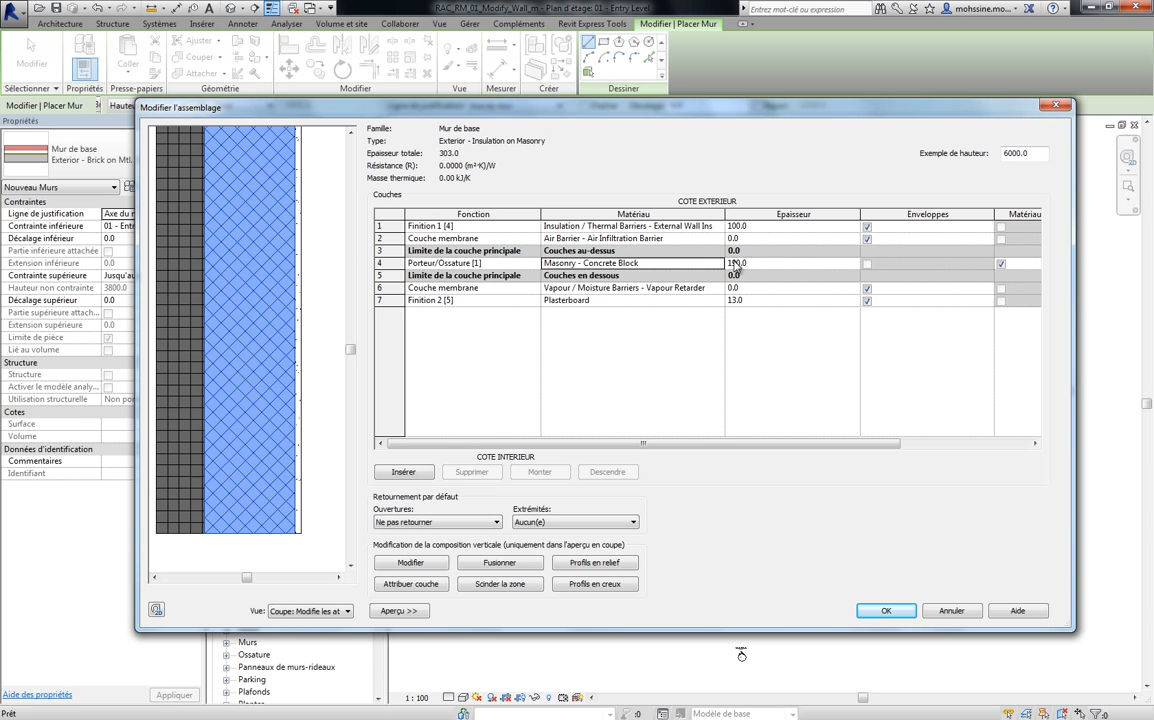 RAC_RM_01_Modify_Wall_m - Plan d'étage: 01 - Entry Level
Entrez mot-clé ou expression
mohssine.mo...
Architecture Structure Systèmes Insérer Annoter Analyser Volume et site Collaborer Vue Gérer Compléments Revit Express Tools Modifier | Placer Mur
Modifier
Propriétés
Coller
Ajuster
Couper
Attacher
Modifier
Vue
Mesurer
Créer
Sélectionner Propriétés Presse-papiers Géométrie Modifier Vue Mesurer Créer Dessiner
Modifier | Placer Mur
Modifier l'assemblage
Propriétés
Mur de base
Exterior - Brick on Mtl.
Nouveau Murs
Contraintes
Ligne de justification Axe du
Contrainte inférieure 01 - Entr
Décalage inférieur 0.0
Partie inférieure attachée
Extension inférieure 0.0
Contrainte supérieure Jusqu'au
Hauteur non contrainte 3800.0
Décalage supérieur 0.0
Partie supérieure attach...
Extension supérieure 0.0
Limite de pièce
Lié au volume
Structure
Structure
Activer le modèle analy...
Utilisation structurelle Non por
Cotes
Surface
Volume
Données d'identification
Commentaires
Identifiant
Famille: Mur de base
Type: Exterior - Insulation on Masonry
Epaisseur totale: 303.0
Exemple de hauteur: 6000.0
Résistance (R): 0.0000 (m²·K)/W
Masse thermique: 0.00 kJ/K
Couches
COTE EXTERIEUR
Fonction Matériau Epaisseur Enveloppes Matériau
1 Finition 1 [4] Insulation / Thermal Barriers - External Wall Ins 100.0
2 Couche membrane Air Barrier - Air Infiltration Barrier 0.0
3 Limite de la couche principale Couches au-dessus 0.0
4 Porteur/Ossature [1] Masonry - Concrete Block
5 Limite de la couche principale Couches en dessous 0.0
6 Couche membrane Vapour / Moisture Barriers - Vapour Retarder 0.0
7 Finition 2 [5] Plasterboard 13.0
COTE INTERIEUR
Insérer Supprimer Monter Descendre
Retournement par défaut
Ouvertures: Extrémités:
Ne pas retourner Aucun(e)
Modification de la composition verticale (uniquement dans l'aperçu en coupe)
Modifier Fusionner Profils en relief
Attribuer couche Scinder la zone Profils en creux
Vue: Coupe: Modifie les at Aperçu >> OK Annuler Aide
Murs
Ossature
Panneaux de murs-rideaux
Parking
Plafonds
Aide des propriétés Appliquer
1 : 100
Prêt
:0
Modèle de base
:0